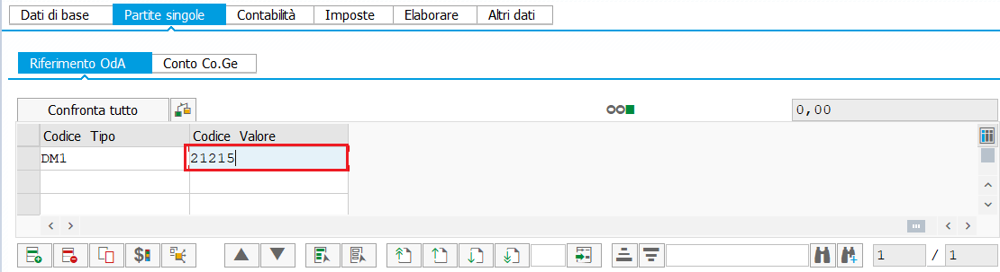 Dati di base Partite singole Contabilità Imposte Elaborare Altri dati
Riferimento OdA Conto Co.Ge
Confronta tutto 0,00
Codice Tipo Codice Valore
DM1 21215
1 / 1